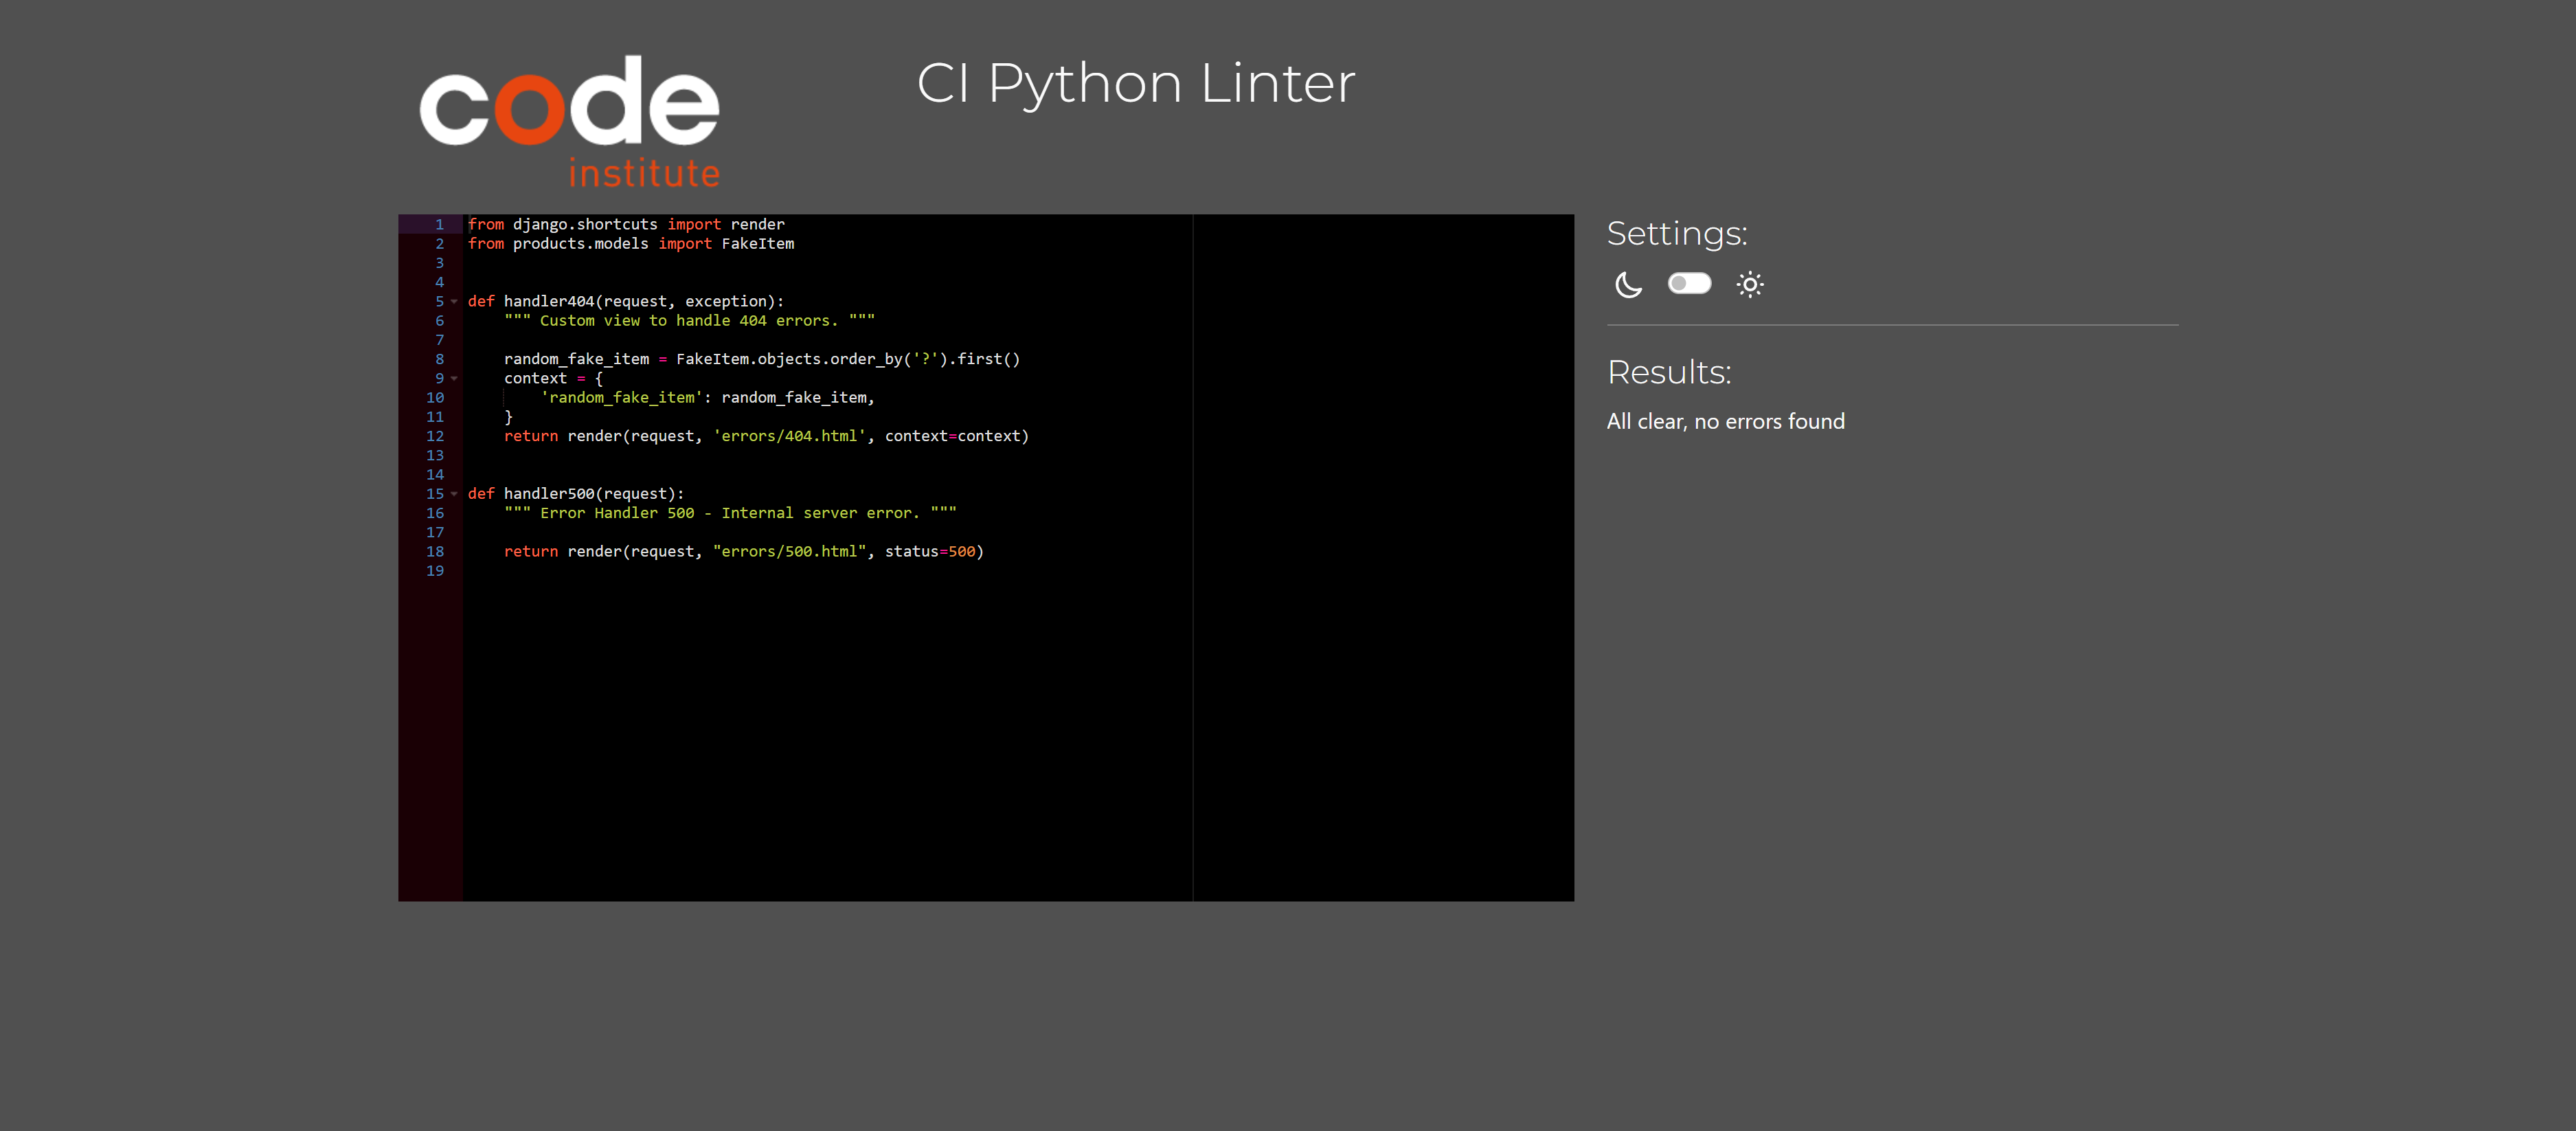 code
institute
CI Python Linter
1 from django.shortcuts import render
2 from products.models import FakeItem
3
4
5 def handler404(request, exception):
6     """ Custom view to handle 404 errors. """
7
8     random_fake_item = FakeItem.objects.order_by('?').first()
9     context = {
10         'random_fake_item': random_fake_item,
11     }
12     return render(request, 'errors/404.html', context=context)
13
14
15 def handler500(request):
16     """ Error Handler 500 - Internal server error. """
17
18     return render(request, "errors/500.html", status=500)
19
Settings:
Results:
All clear, no errors found